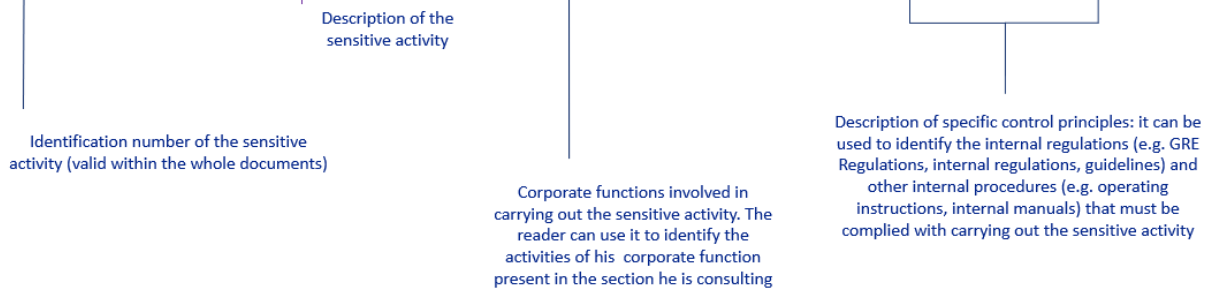 Description of the
sensitive activity
Identification number of the sensitive
activity (valid within the whole documents)
Corporate functions involved in
carrying out the sensitive activity. The
reader can use it to identify the
activities of his corporate function
present in the section he is consulting
Description of specific control principles: it can be
used to identify the internal regulations (e.g. GRE
Regulations, internal regulations, guidelines) and
other internal procedures (e.g. operating
instructions, internal manuals) that must be
complied with carrying out the sensitive activity